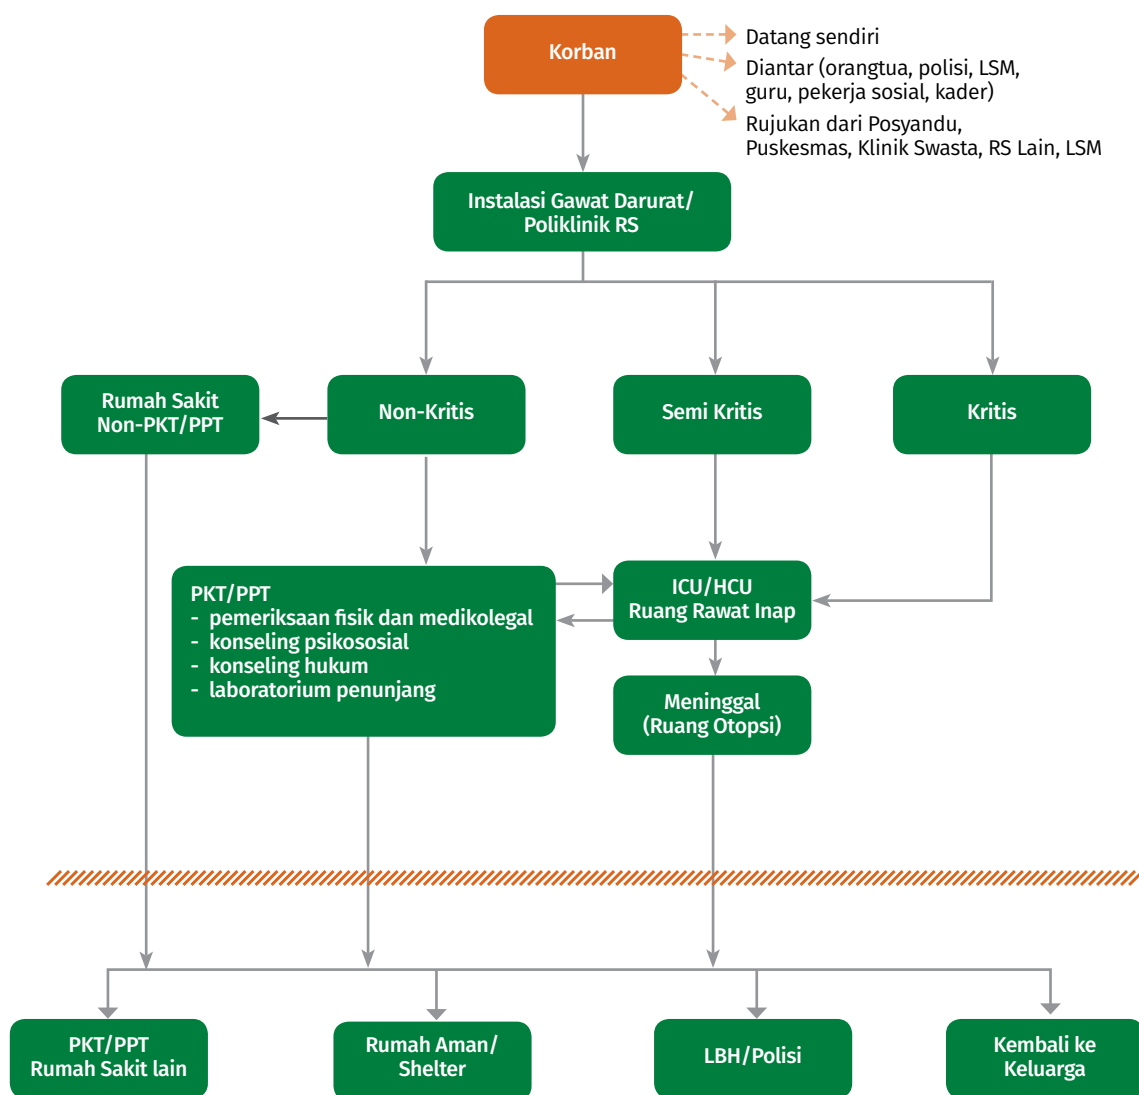 Korban
Datang sendiri
Diantar (orangtua, polisi, LSM,
guru, pekerja sosial, kader)
Rujukan dari Posyandu,
Puskesmas, Klinik Swasta, RS Lain, LSM
Instalasi Gawat Darurat/
Poliklinik RS
Rumah Sakit
Non-PKT/PPT
Non-Kritis
Semi Kritis
Kritis
PKT/PPT
- pemeriksaan fisik dan medikolegal
- konseling psikososial
- konseling hukum
- laboratorium penunjang
ICU/HCU
Ruang Rawat Inap
Meninggal
(Ruang Otopsi)
PKT/PPT
Rumah Sakit lain
Rumah Aman/
Shelter
LBH/Polisi
Kembali ke
Keluarga